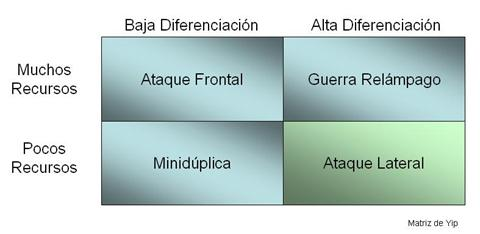 Baja Diferenciación
Alta Diferenciación
Muchos
Recursos
Ataque Frontal
Guerra Relámpago
Pocos
Recursos
Minidúplica
Ataque Lateral
Matriz de Yip